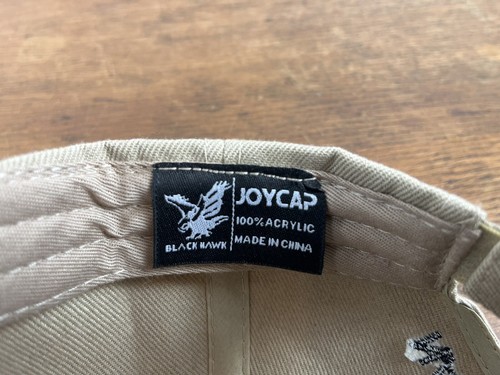 JOYCAP
100% ACRYLIC
BLACK HAWK
MADE IN CHINA